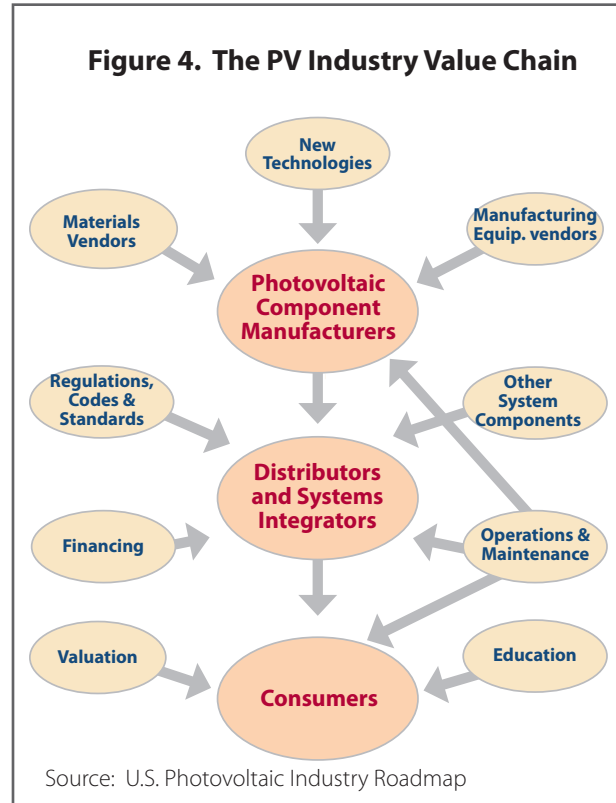 Figure 4. The PV Industry Value Chain
New
Technologies
Materials
Vendors
Manufacturing
Equip. vendors
Photovoltaic
Component
Manufacturers
Regulations,
Codes &
Standards
Other
System
Components
Distributors
and Systems
Integrators
Financing
Operations &
Maintenance
Valuation
Education
Consumers
Source: U.S. Photovoltaic Industry Roadmap